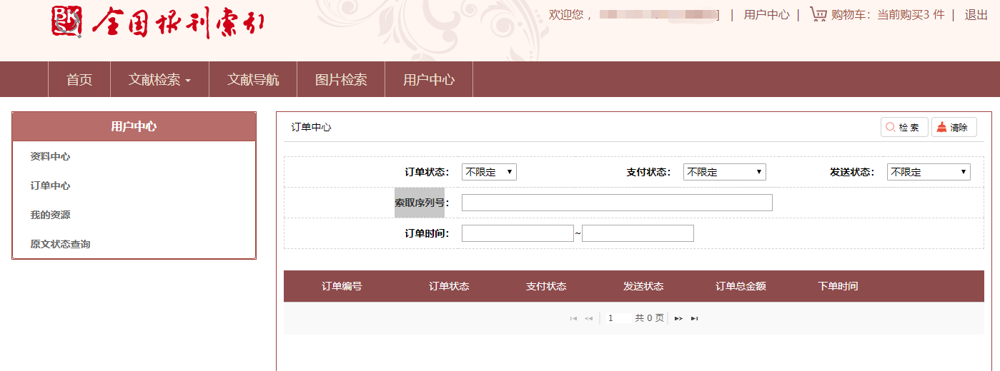 BK
全国报刊索引
欢迎您， ] | 用户中心 | 购物车：当前购买3 件 | 退出
首页 文献检索 文献导航 图片检索 用户中心
用户中心
资料中心
订单中心
我的资源
原文状态查询
订单中心 检 索 清除
订单状态： 不限定 支付状态： 不限定 发送状态： 不限定
索取序列号：
订单时间： ~
订单编号 订单状态 支付状态 发送状态 订单总金额 下单时间
1 共 0 页